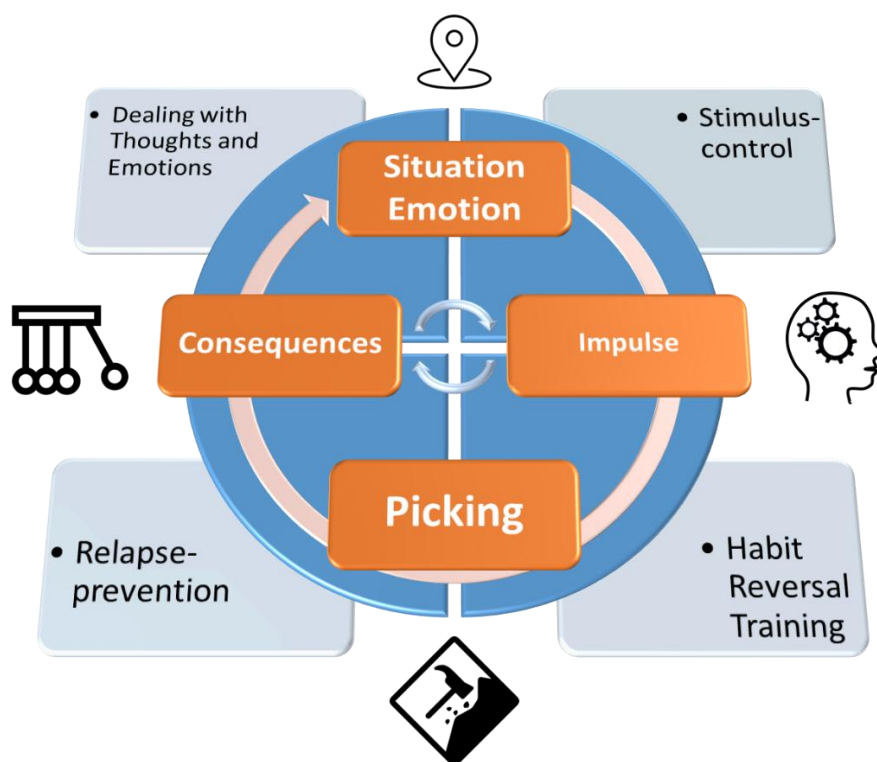 • Dealing with
Thoughts and
Emotions
• Stimulus-
control
Situation
Emotion
Consequences
Impulse
Picking
• Relapse-
prevention
• Habit
Reversal
Training